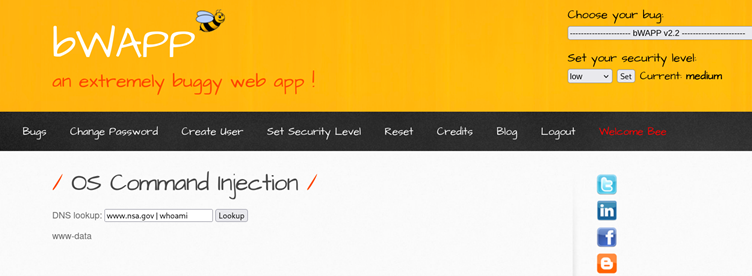 Choose your bug:
---------------------- bWAPP v2.2 ----------------------
bWAPP
Set your security level:
low Set Current: medium
an extremely buggy web app !
Bugs Change Password Create User Set Security Level Reset Credits Blog Logout Welcome Bee
/ OS Command Injection /
DNS lookup: www.nsa.gov | whoami Lookup
www-data